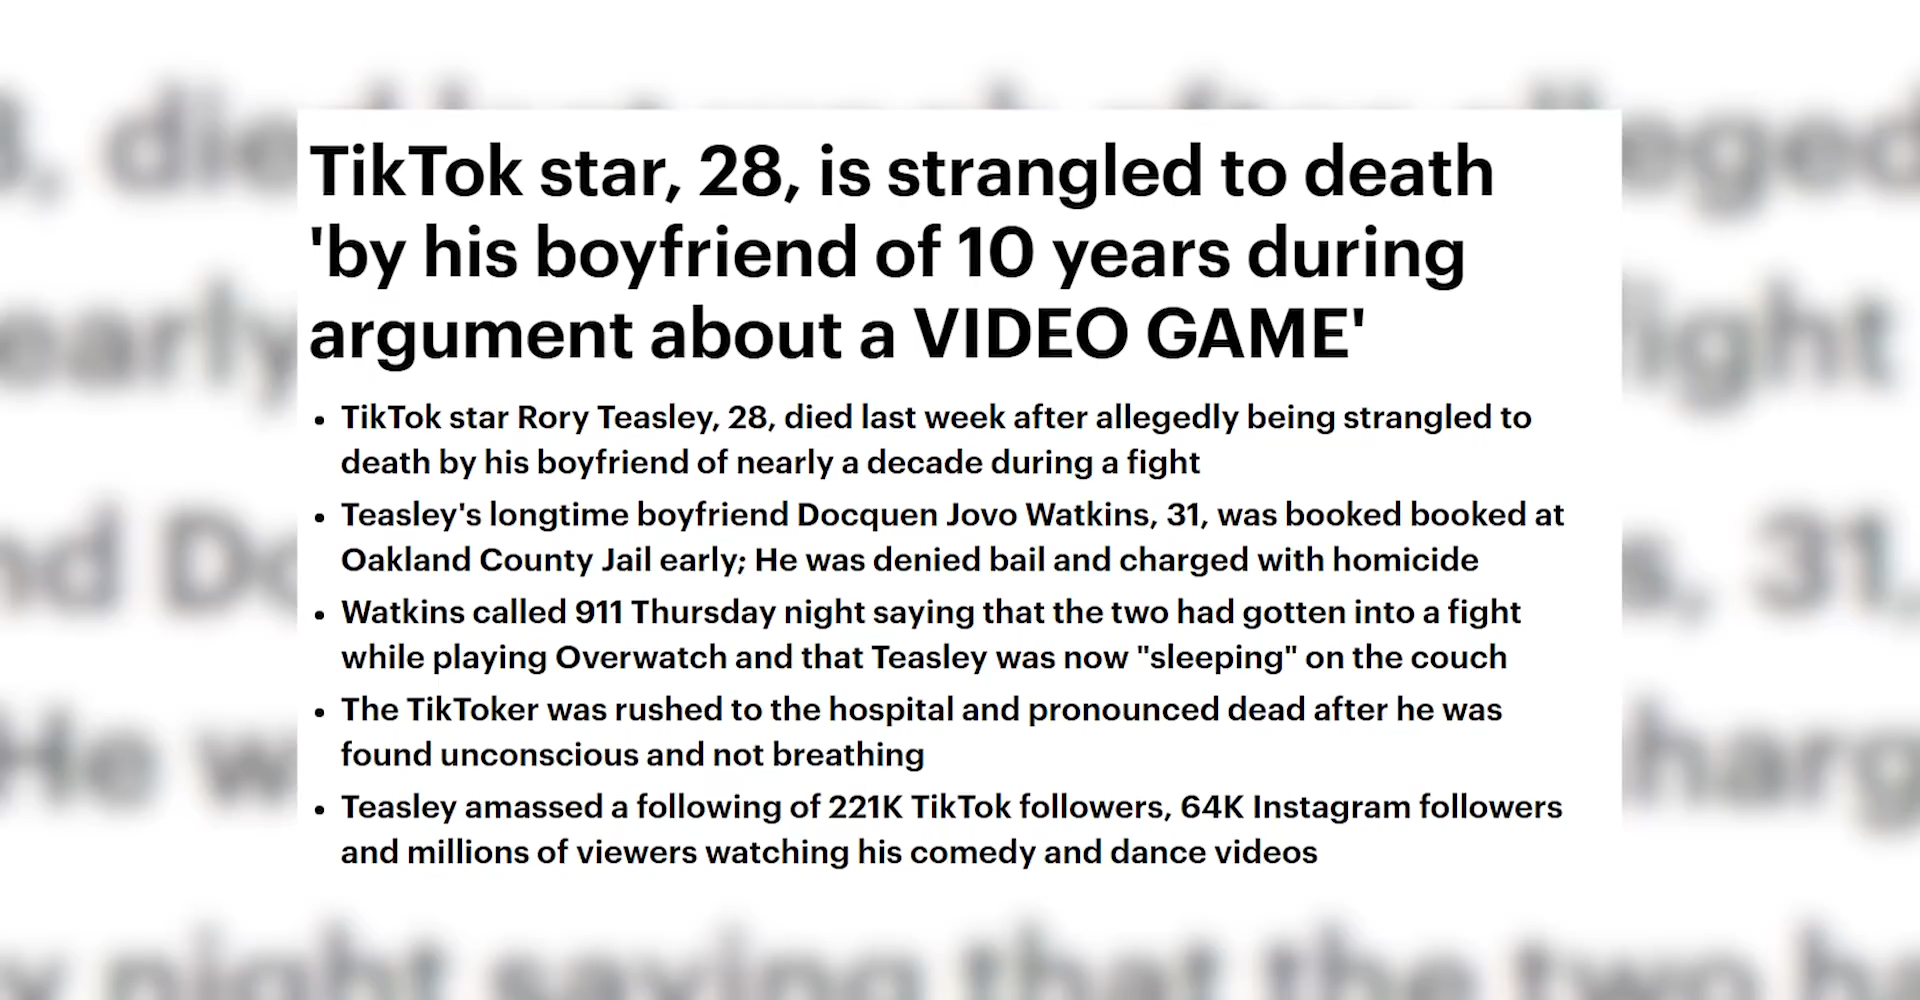 TikTok star, 28, is strangled to death
'by his boyfriend of 10 years during
argument about a VIDEO GAME'
• TikTok star Rory Teasley, 28, died last week after allegedly being strangled to
death by his boyfriend of nearly a decade during a fight
• Teasley's longtime boyfriend Docquen Jovo Watkins, 31, was booked booked at
Oakland County Jail early; He was denied bail and charged with homicide
• Watkins called 911 Thursday night saying that the two had gotten into a fight
while playing Overwatch and that Teasley was now "sleeping" on the couch
• The TikToker was rushed to the hospital and pronounced dead after he was
found unconscious and not breathing
• Teasley amassed a following of 221K TikTok followers, 64K Instagram followers
and millions of viewers watching his comedy and dance videos